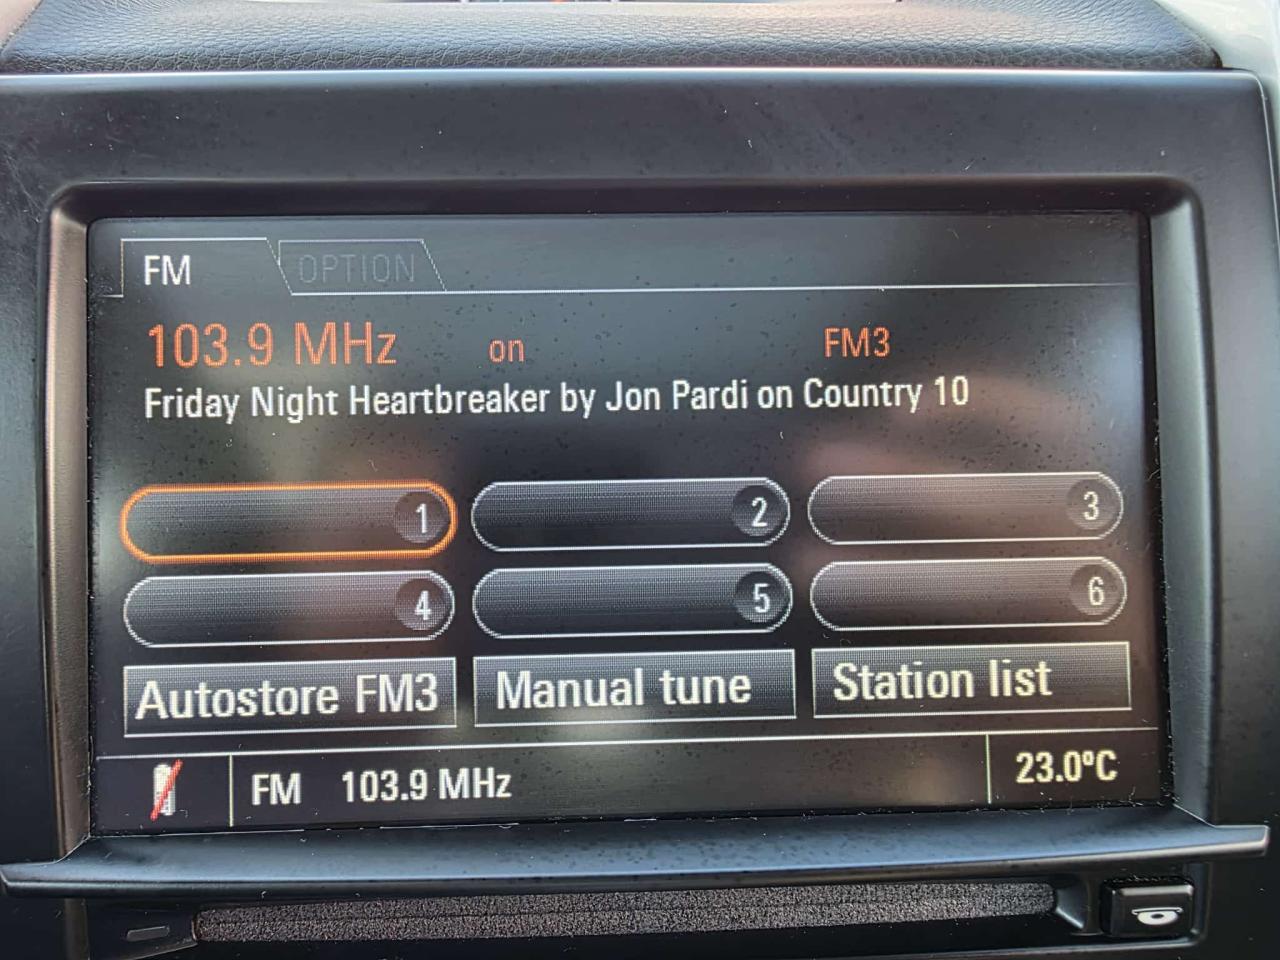 FM OPTION
103.9 MHz on FM3
Friday Night Heartbreaker by Jon Pardi on Country 10
1 2 3
4 5 6
Autostore FM3 Manual tune Station list
FM 103.9 MHz 23.0ºC